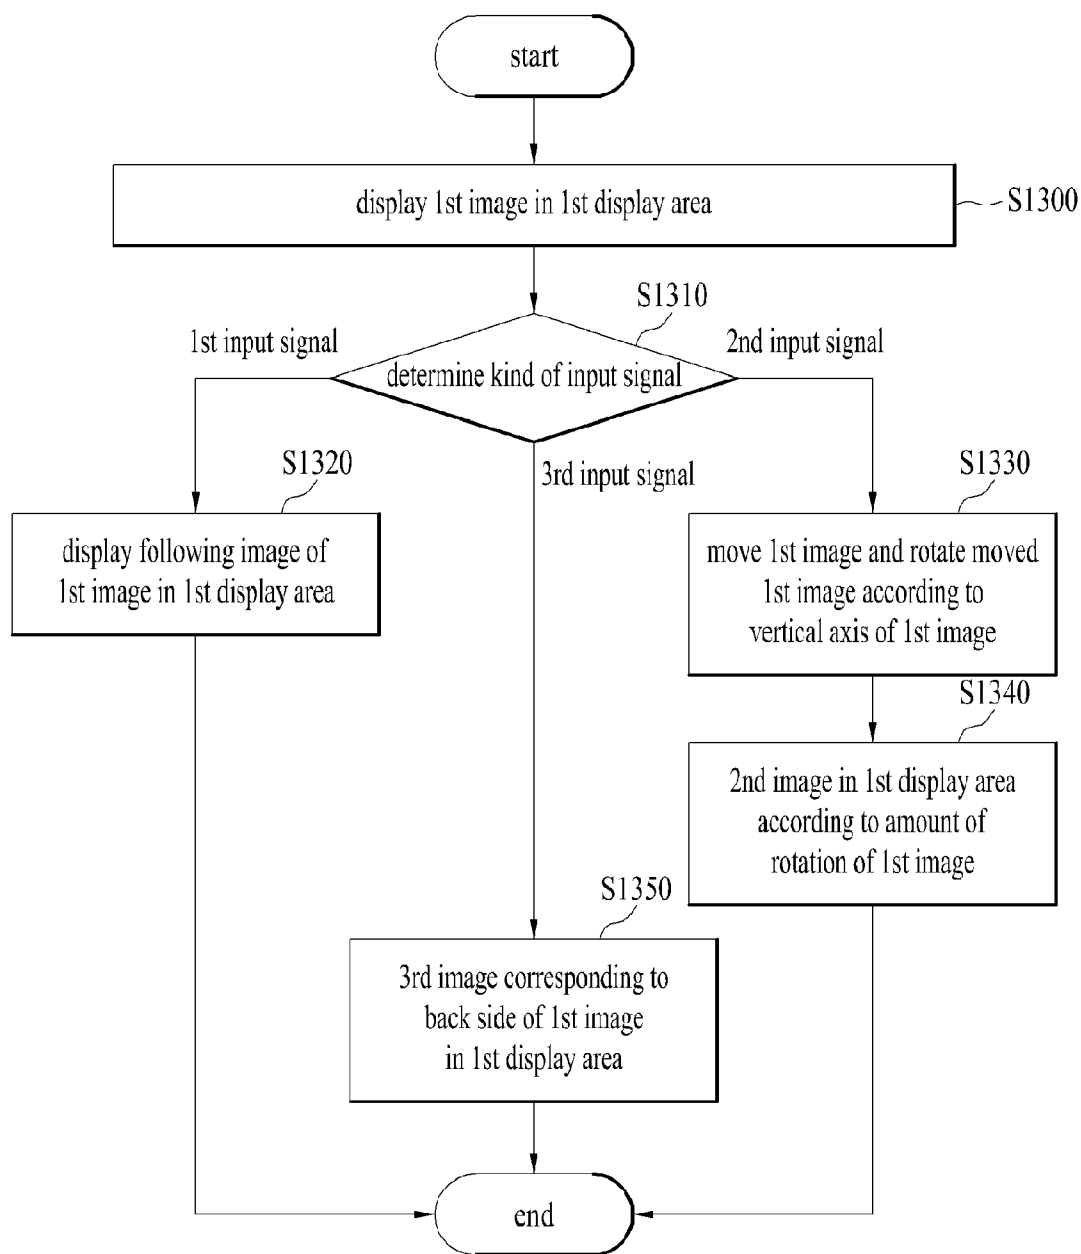 start
display 1st image in 1st display area
S1300
S1310
1st input signal
2nd input signal
determine kind of input signal
3rd input signal
S1320
display following image of
1st image in 1st display area
S1330
move 1st image and rotate moved
1st image according to
vertical axis of 1st image
S1340
2nd image in 1st display area
according to amount of
rotation of 1st image
S1350
3rd image corresponding to
back side of 1st image
in 1st display area
end